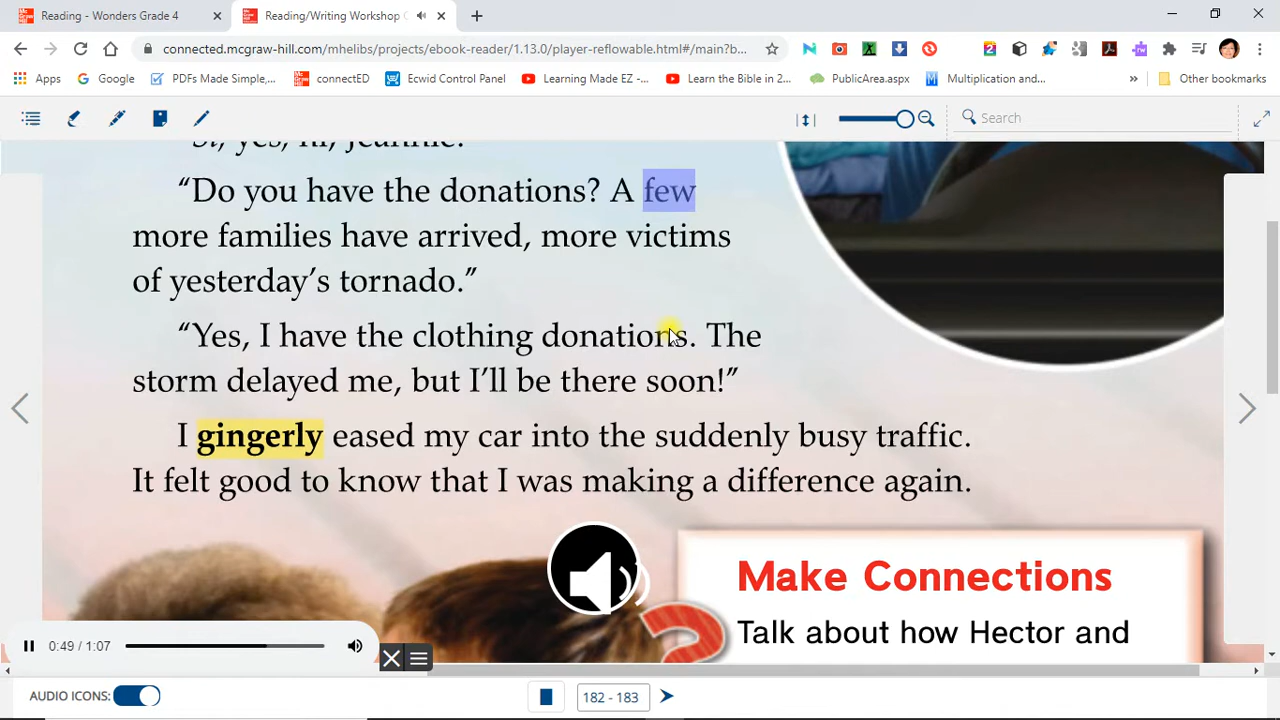 Reading - Wonders Grade 4
Reading/Writing Workshop
connected.mcgraw-hill.com/mhelibs/projects/ebook-reader/1.13.0/player-reflowable.html#/main?b...
Apps
Google
PDFs Made Simple,...
connectED
Ecwid Control Panel
Learning Made EZ -...
Learn the Bible in 2...
PublicArea.aspx
Multiplication and...
»
Other bookmarks
Search
"Sí, yes, hi, Jeannie.
"Do you have the donations? A few
more families have arrived, more victims
of yesterday's tornado."
"Yes, I have the clothing donations. The
storm delayed me, but I'll be there soon!"
I gingerly eased my car into the suddenly busy traffic.
It felt good to know that I was making a difference again.
Make Connections
Talk about how Hector and
0:49 / 1:07
AUDIO ICONS:
182 - 183